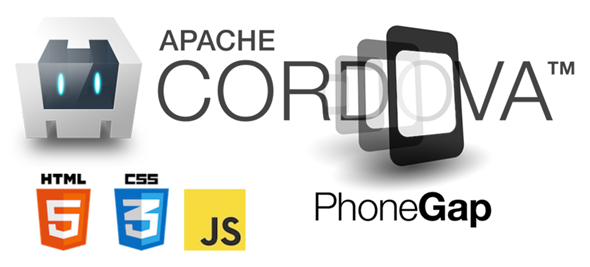 APACHE
CORDOVA™
HTML
5
CSS
3
JS
PhoneGap